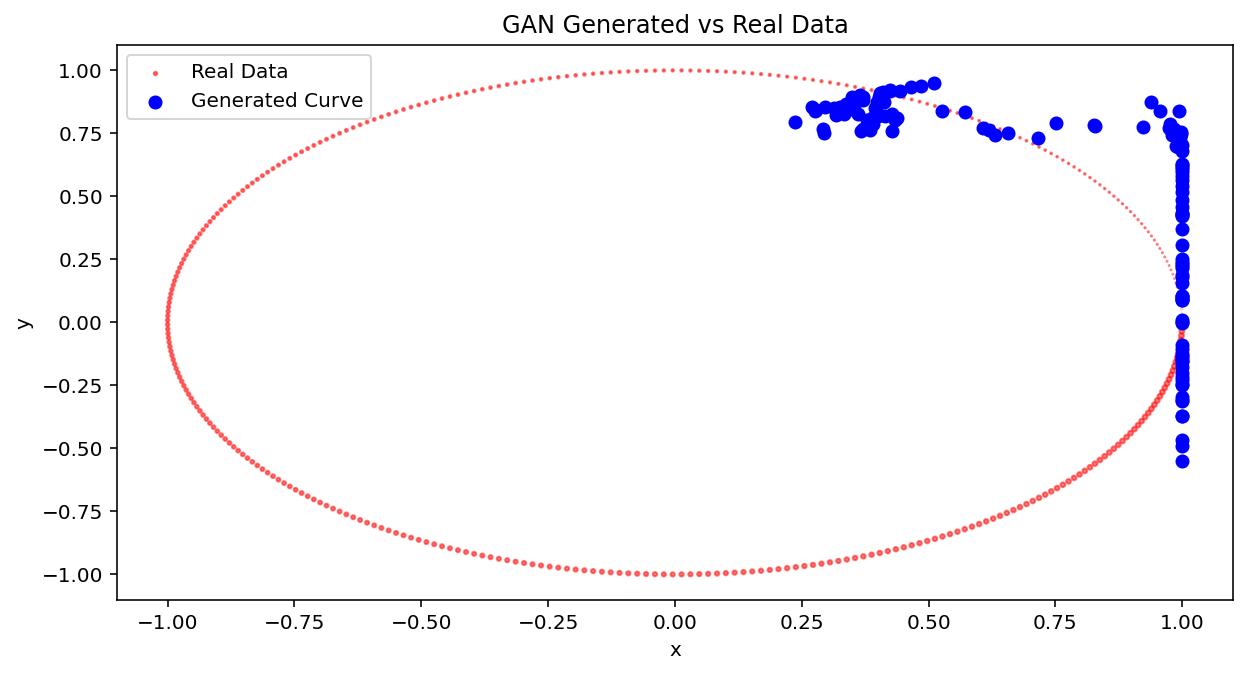 GAN Generated vs Real Data
Real Data
Generated Curve
1.00
0.75
0.50
0.25
0.00
−0.25
−0.50
−0.75
−1.00
y
−1.00 −0.75 −0.50 −0.25 0.00 0.25 0.50 0.75 1.00
x